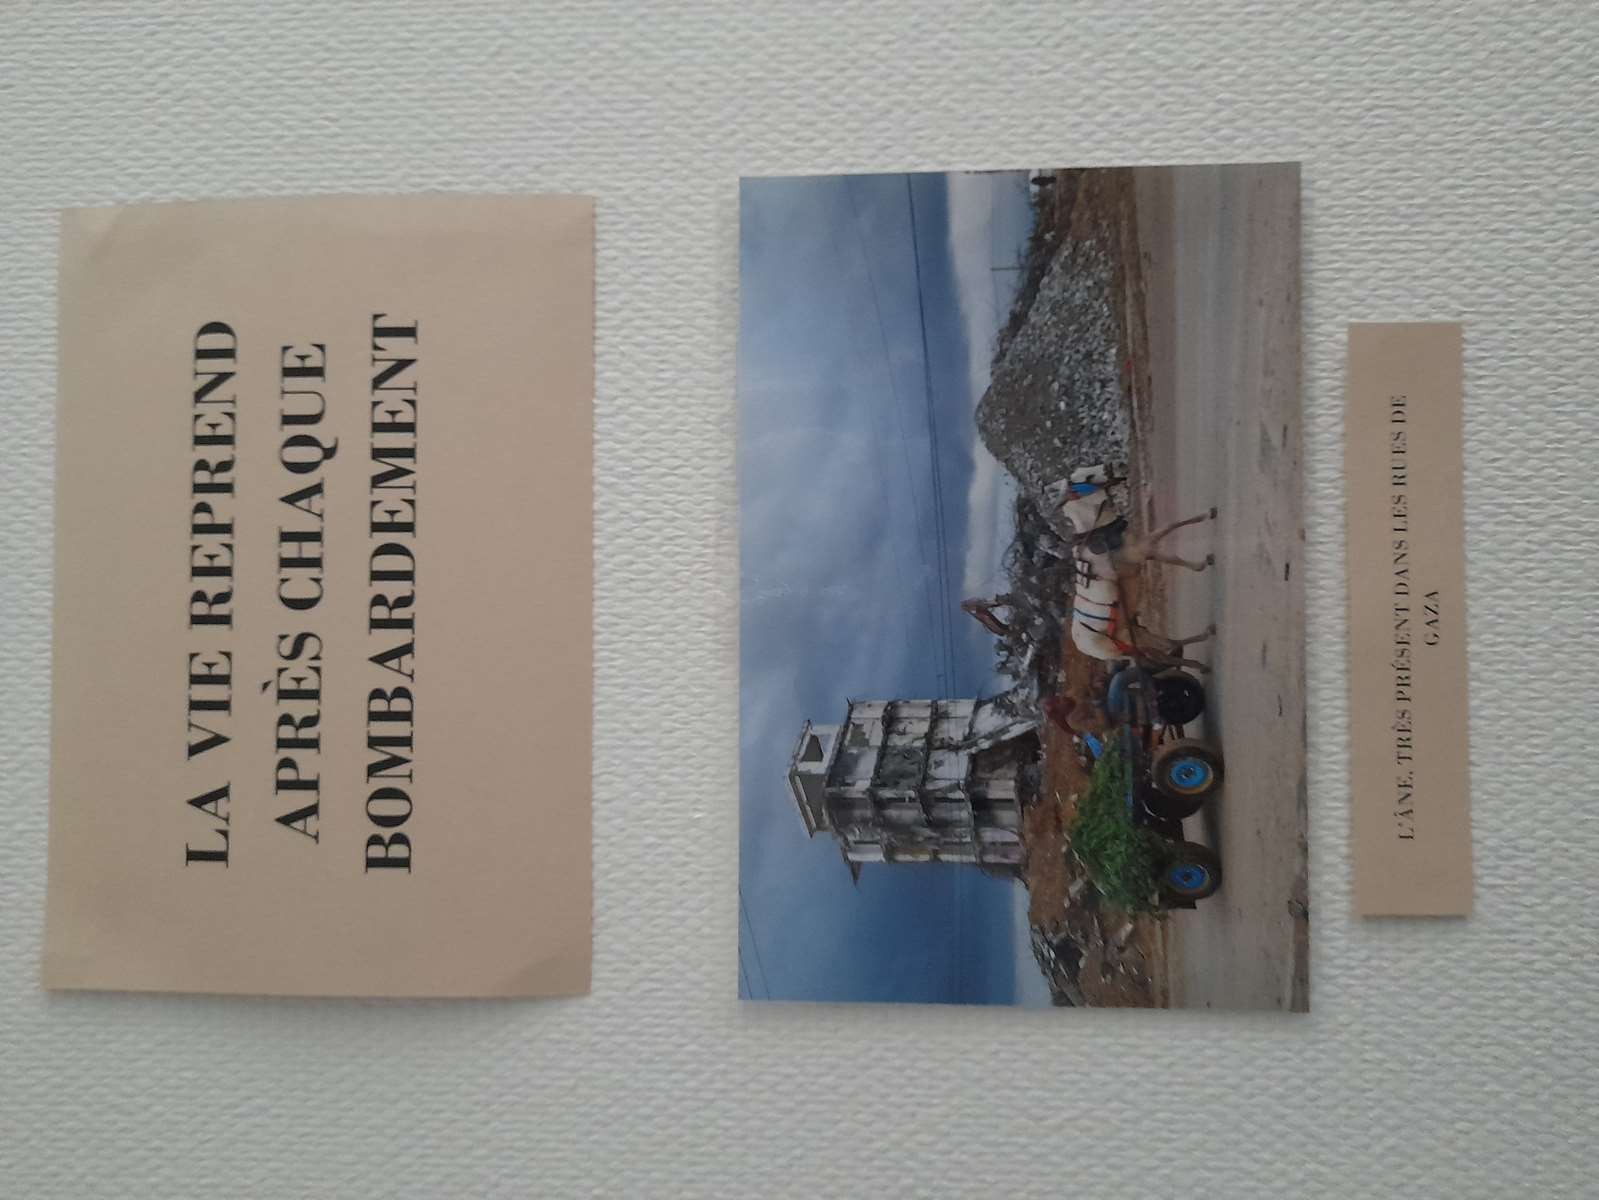 LA VIE REPREND
APRÈS CHAQUE
BOMBARDEMENT
L'ÂNE, TRÈS PRÉSENT DANS LES RUES DE
GAZA